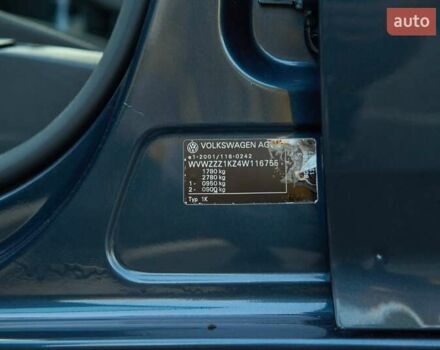 auto
VOLKSWAGEN AG
e1*2001/116*0242
WVWZZZ1KZ4W116756
1780 kg
2780 kg
1- 0950 kg
2- 0900 kg
Typ 1K